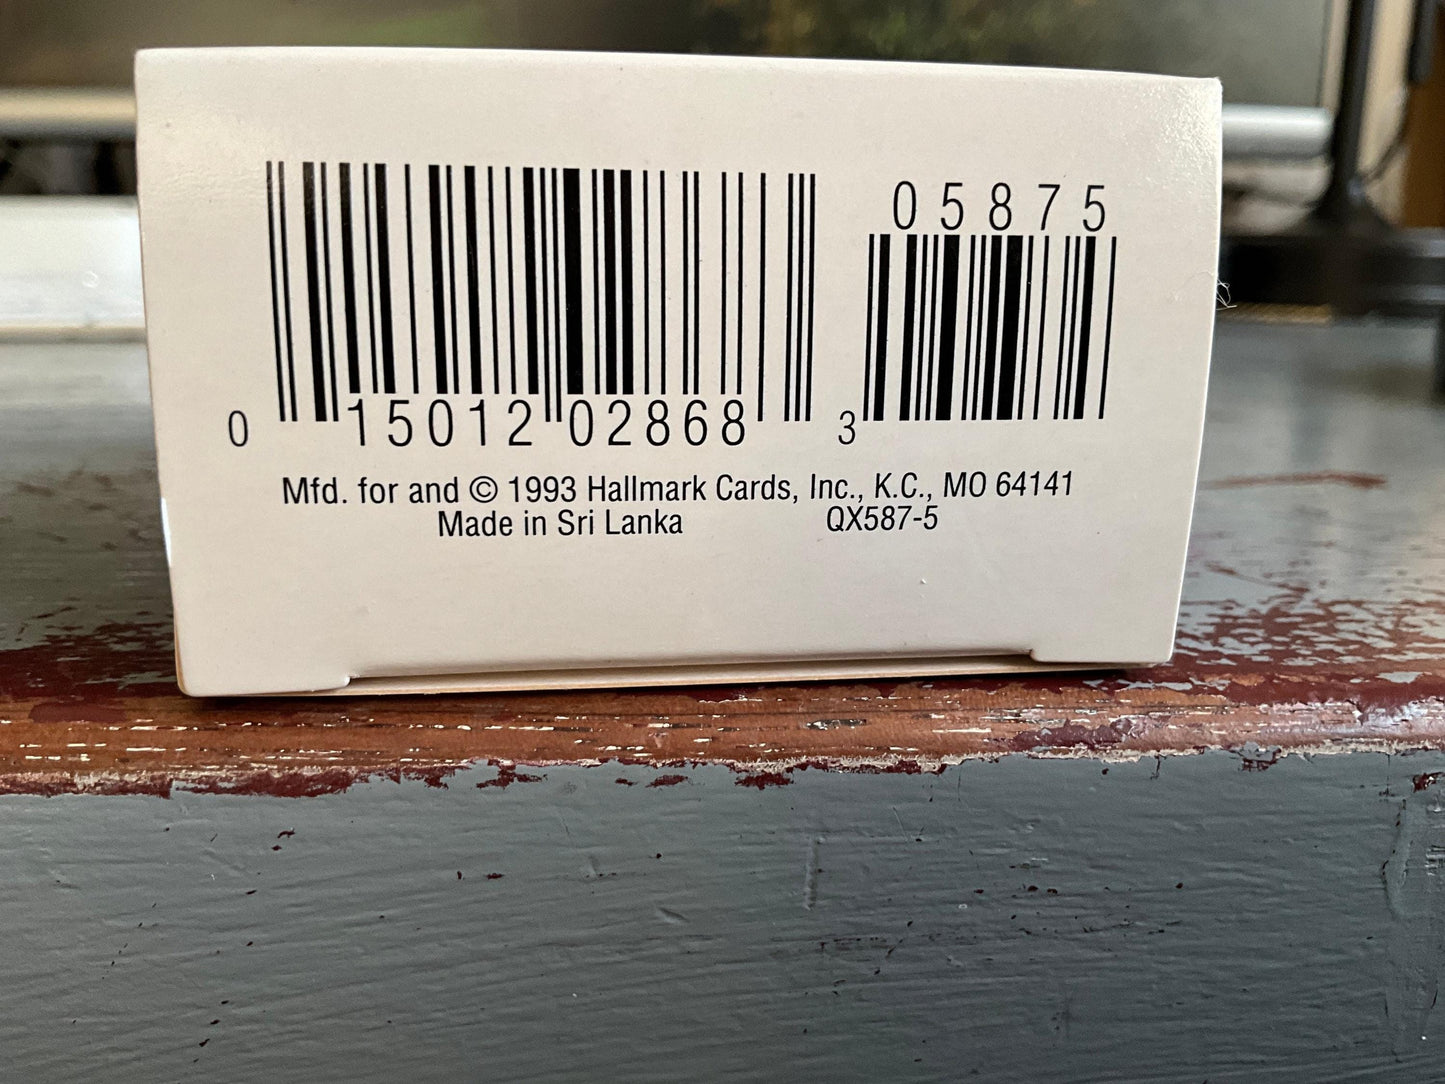 05875
0 15012 02868 3
Mfd. for and © 1993 Hallmark Cards, Inc., K.C., MO 64141
Made in Sri Lanka QX587-5